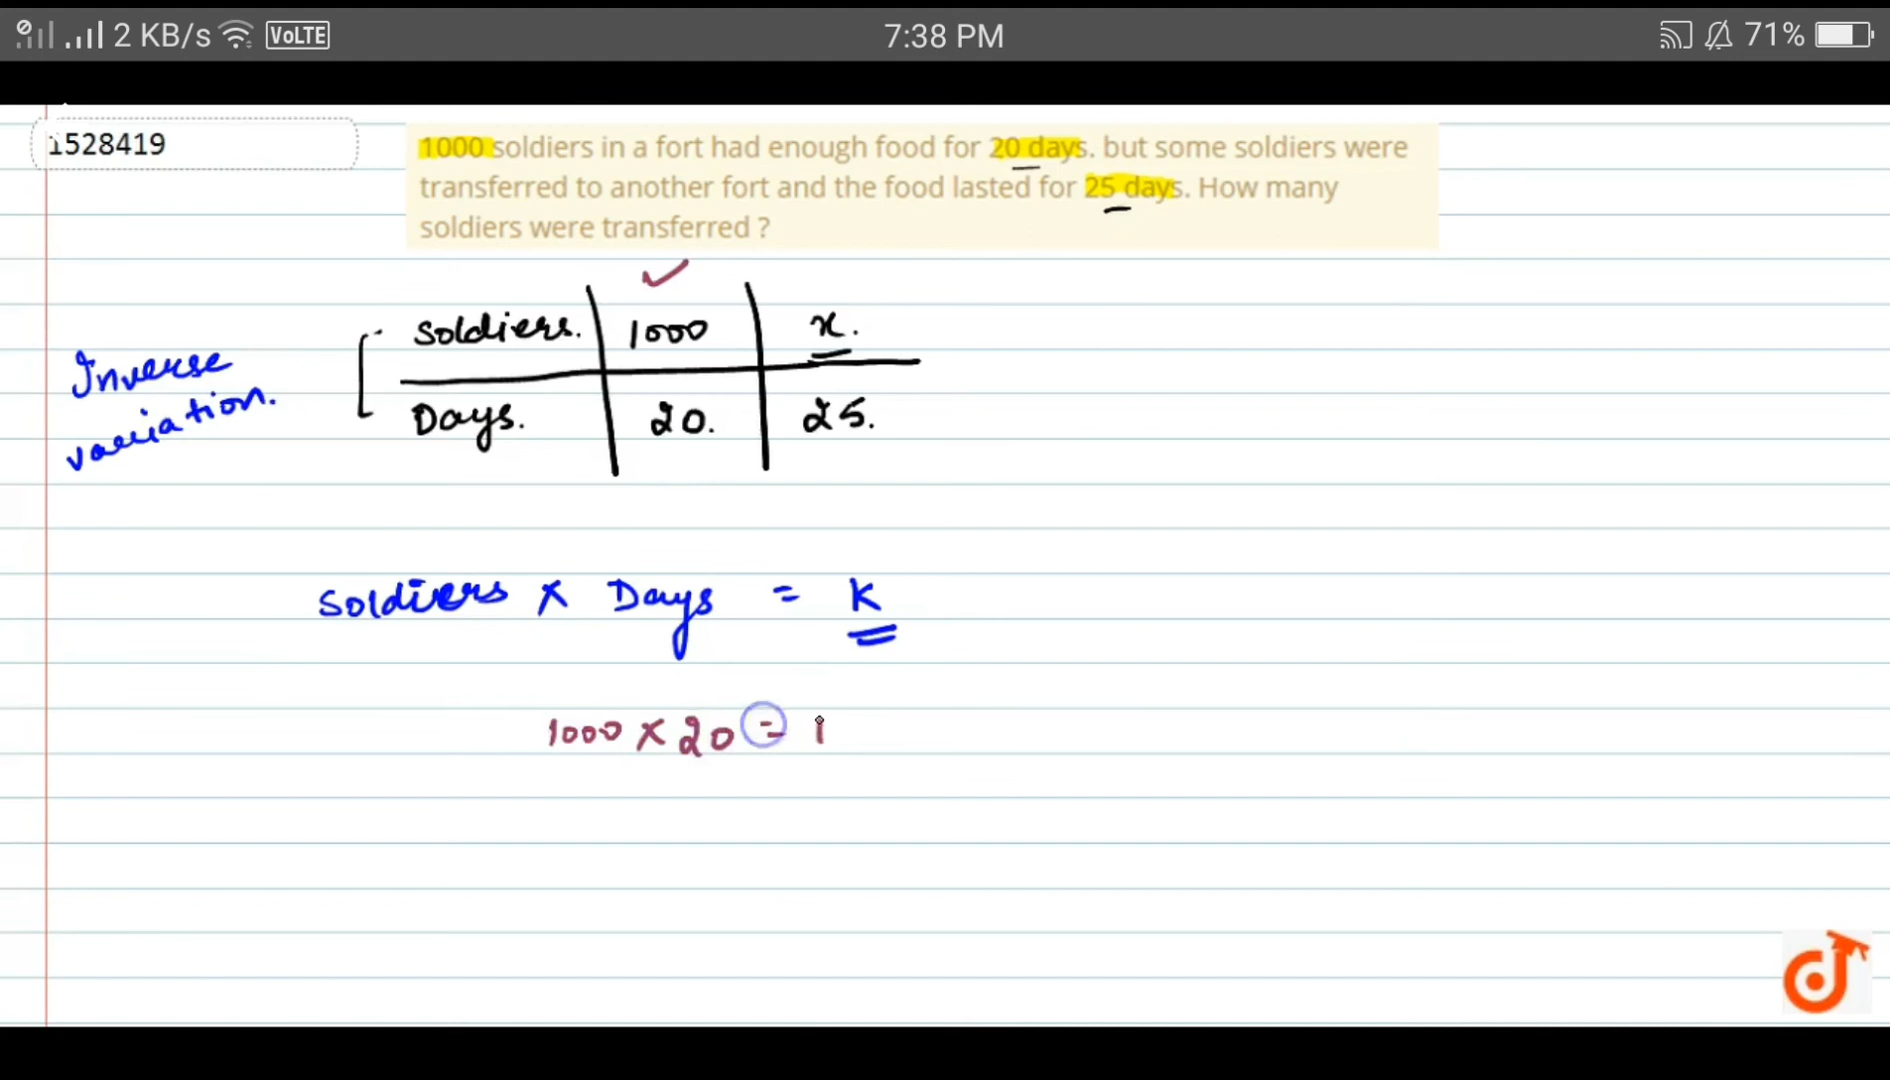 2 KB/s VoLTE 7:38 PM 71%
1528419
1000 soldiers in a fort had enough food for 20 days. but some soldiers were
transferred to another fort and the food lasted for 25 days. How many
soldiers were transferred ?
Soldiers. 1000 x.
Days. 20. 25.
Inverse
variation.
Soldiers × Days = K
1000 × 20 = 1